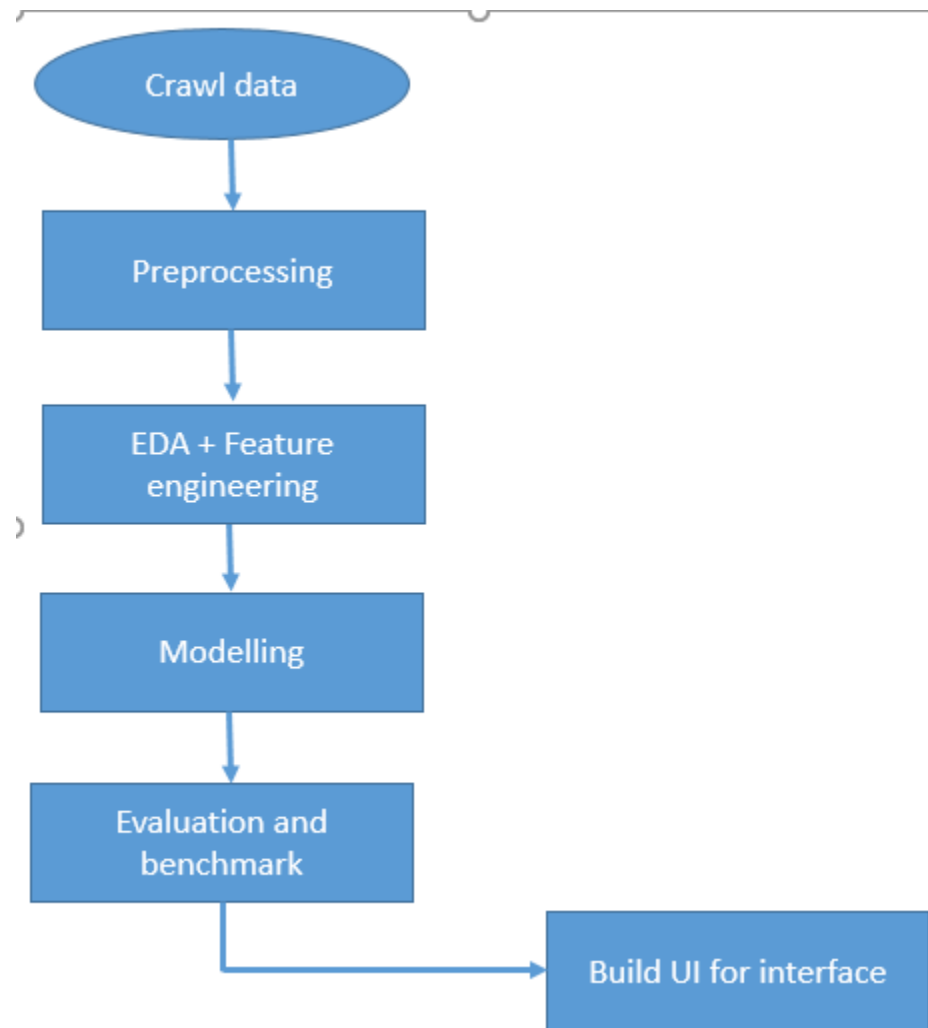 Crawl data
Preprocessing
EDA + Feature
engineering
Modelling
Evaluation and
benchmark
Build UI for interface